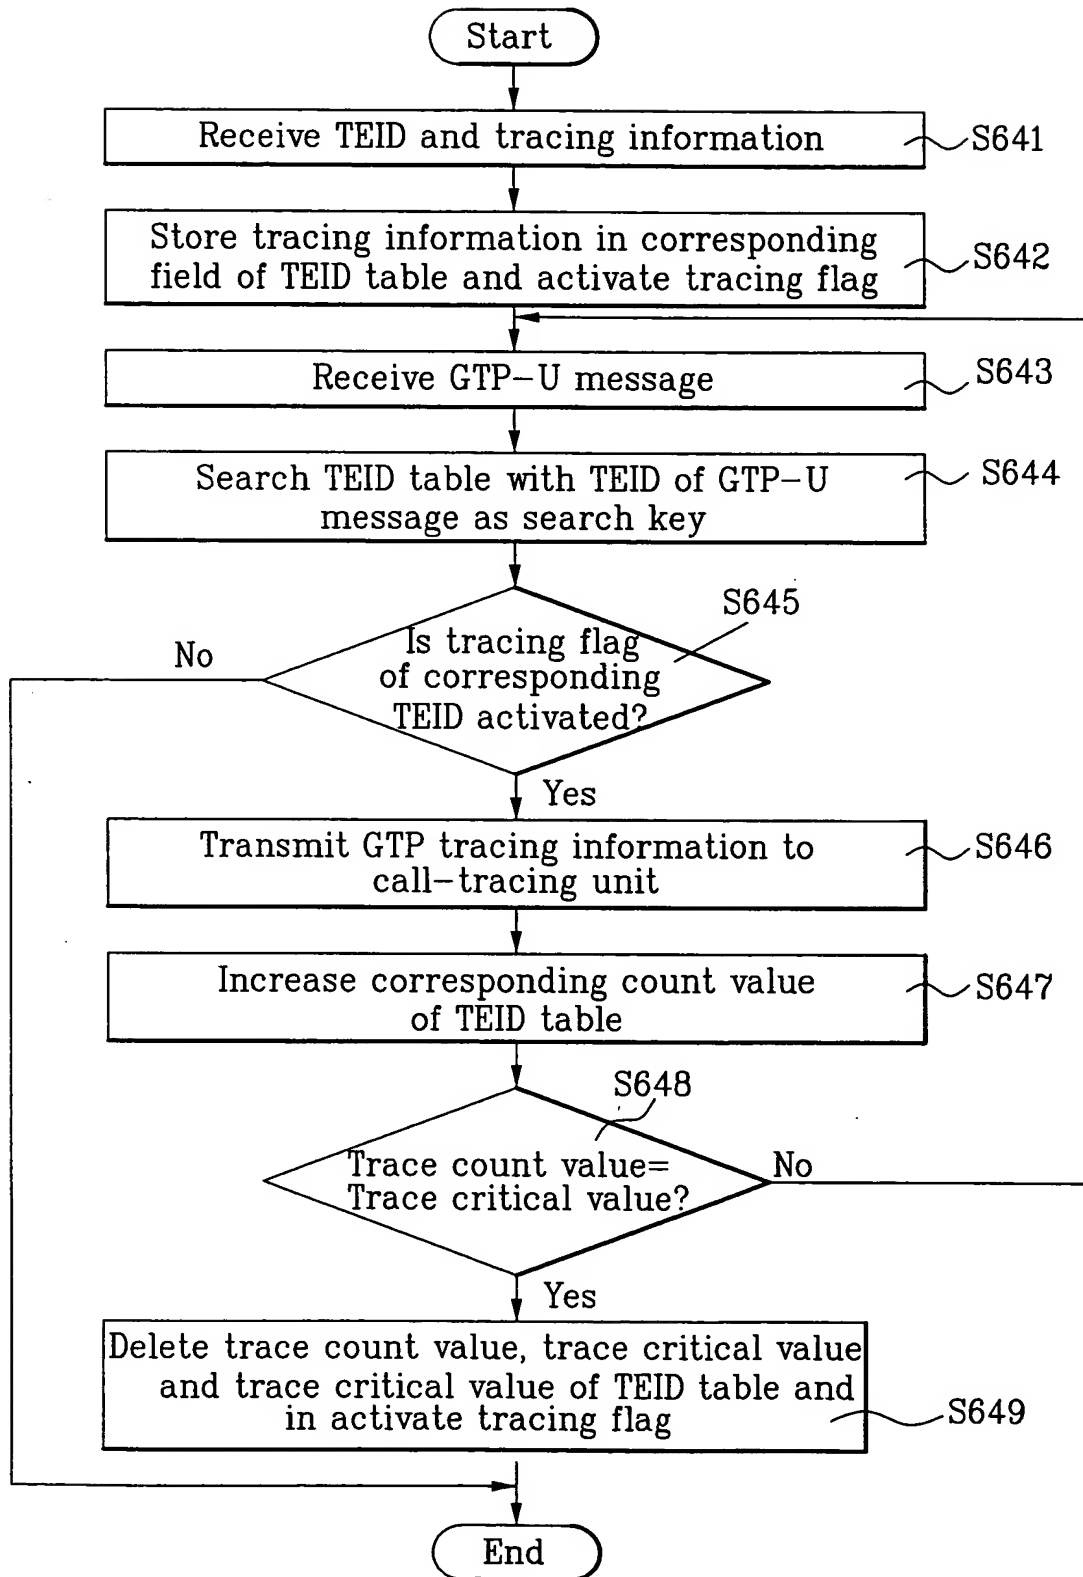 Start
Receive TEID and tracing information
S641
Store tracing information in corresponding
field of TEID table and activate tracing flag
S642
Receive GTP-U message
S643
Search TEID table with TEID of GTP-U
message as search key
S644
S645
Is tracing flag
of corresponding
TEID activated?
No
Yes
Transmit GTP tracing information to
call-tracing unit
S646
Increase corresponding count value
of TEID table
S647
S648
Trace count value=
Trace critical value?
No
Yes
Delete trace count value, trace critical value
and trace critical value of TEID table and
in activate tracing flag
S649
End